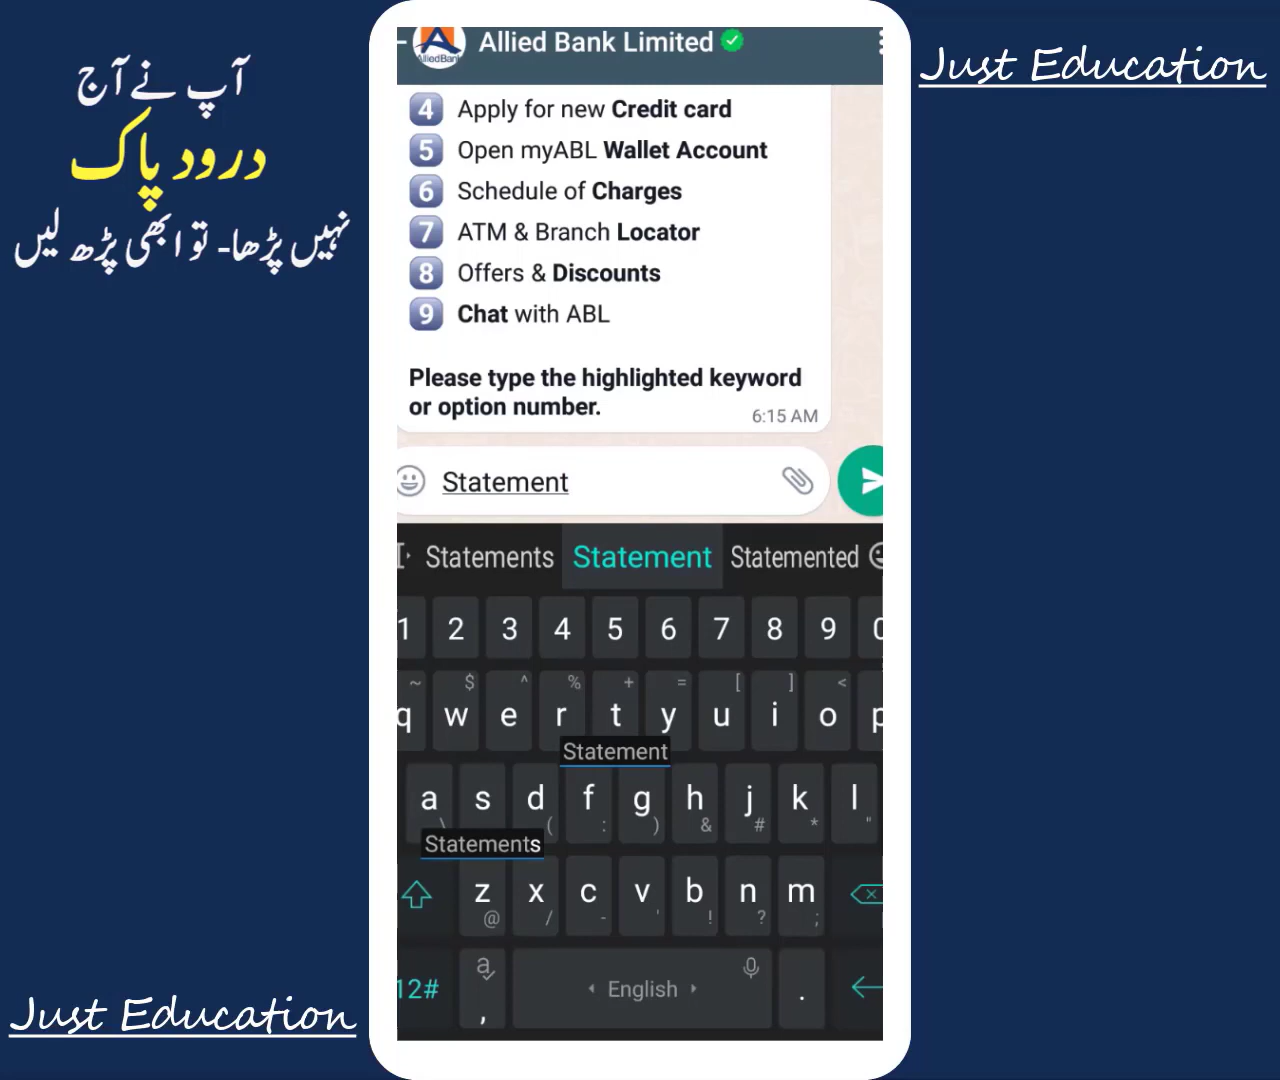 آپ نے آج
درود پاک
نہیں پڑھا۔ تو ابھی پڑھ لیں
Just Education
AlliedBank
Allied Bank Limited
4 Apply for new Credit card
5 Open myABL Wallet Account
6 Schedule of Charges
7 ATM & Branch Locator
8 Offers & Discounts
9 Chat with ABL
Please type the highlighted keyword
or option number.
6:15 AM
Statement
Statements Statement Statemented
1 2 3 4 5 6 7 8 9 0
~ $ ^ % + = [ ] <
q w e r t y u i o p
Statement
a s d f g h j k l
\ ( : ) & # * "
Statements
z x c v b n m
@ / - ' ! ? ;
12# a , English .
Just Education